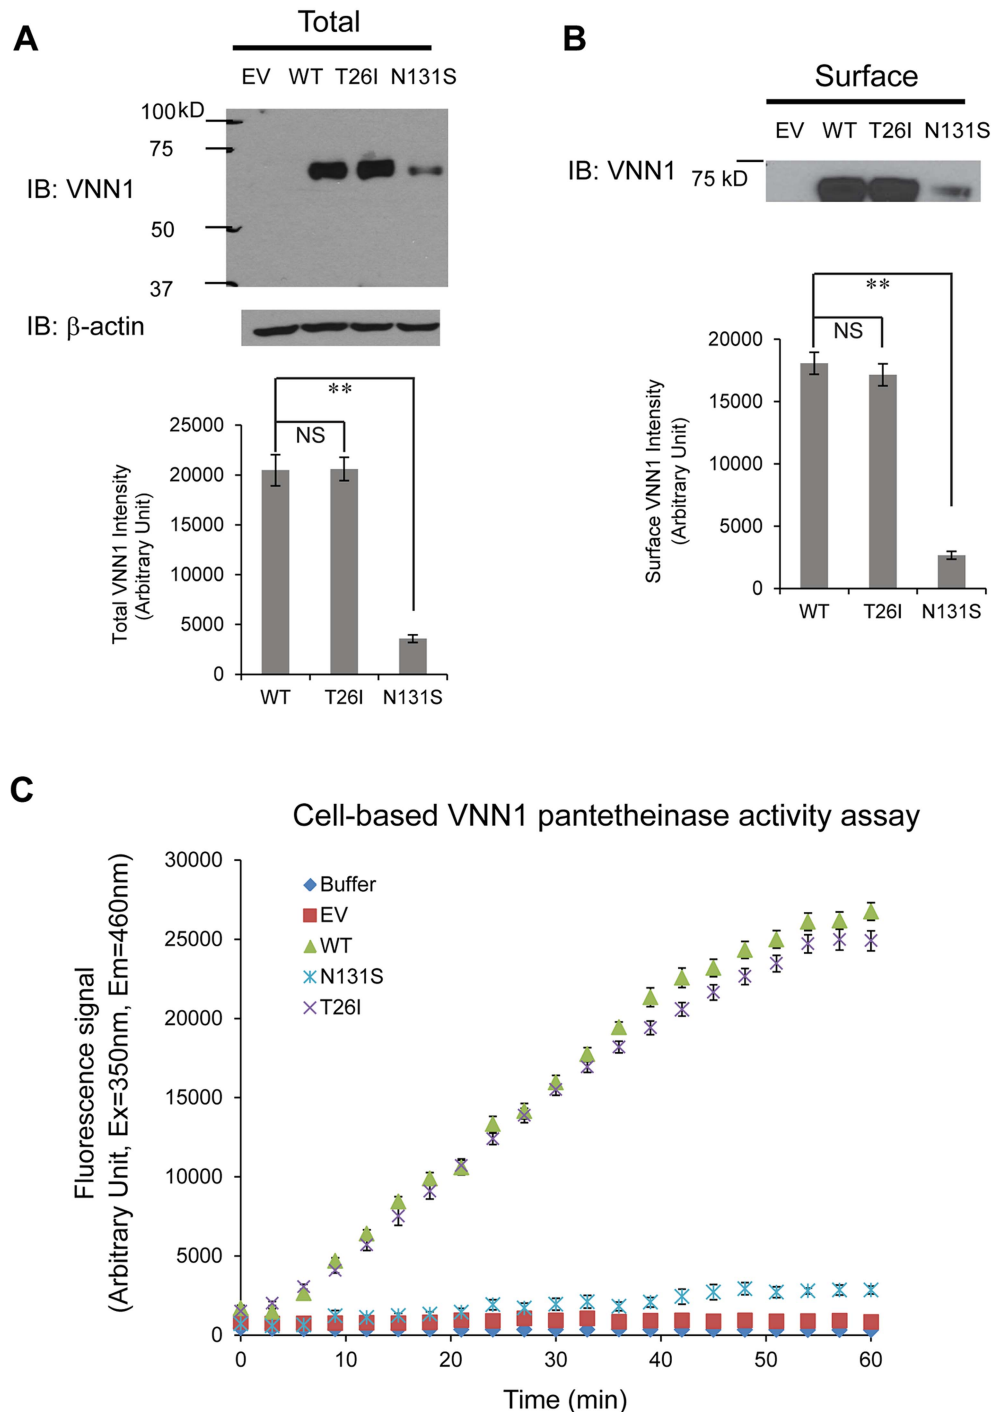 A
Total
EV WT T26I N131S
100kD
75
IB: VNN1
50
37
IB: β-actin
**
NS
25000
20000
15000
10000
5000
0
Total VNN1 Intensity
(Arbitrary Unit)
WT T26I N131S
B
Surface
EV WT T26I N131S
IB: VNN1
75 kD
**
NS
20000
15000
10000
5000
0
Surface VNN1 Intensity
(Arbitrary Unit)
WT T26I N131S
C
Cell-based VNN1 pantetheinase activity assay
30000
25000
20000
15000
10000
5000
0
Fluorescence signal
(Arbitrary Unit, Ex=350nm, Em=460nm)
Buffer
EV
WT
N131S
T26I
0 10 20 30 40 50 60
Time (min)